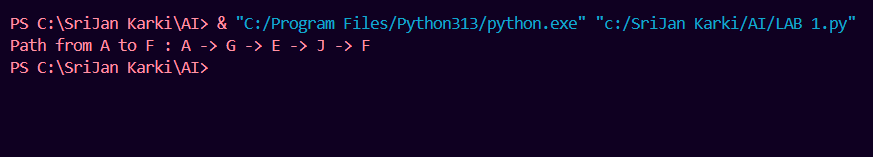 PS C:\SriJan Karki\AI> & "C:/Program Files/Python313/python.exe" "c:/SriJan Karki/AI/LAB 1.py"
Path from A to F : A -> G -> E -> J -> F
PS C:\SriJan Karki\AI>